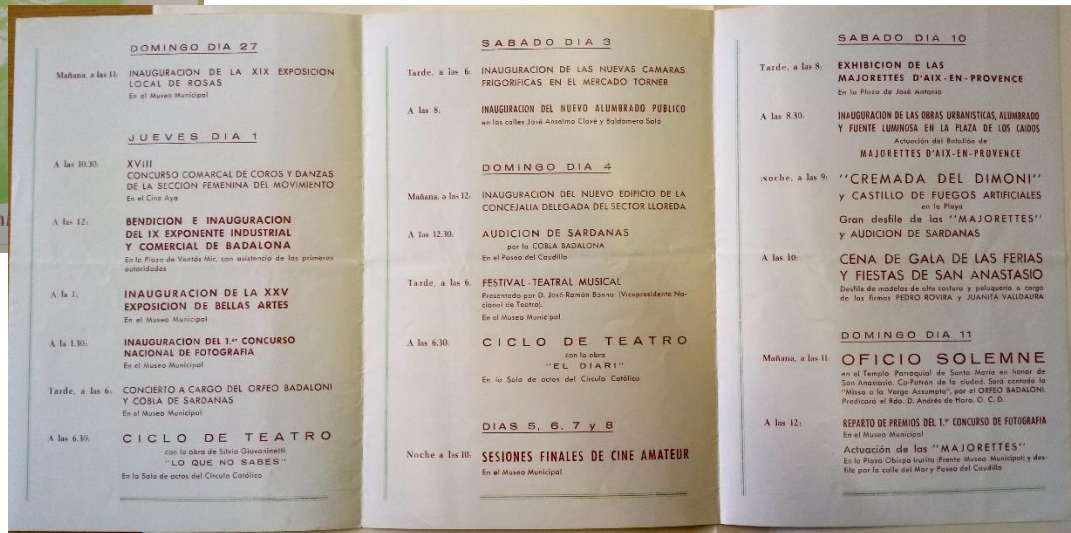 DOMINGO DIA 27
Mañana, a las 11: INAUGURACION DE LA XIX EXPOSICION
LOCAL DE ROSAS
En el Museo Municipal
JUEVES DIA 1
A las 10.30: XVIII
CONCURSO COMARCAL DE COROS Y DANZAS
DE LA SECCION FEMENINA DEL MOVIMIENTO
En el Cine Aya
A las 12: BENDICION E INAUGURACION
DEL IX EXPONENTE INDUSTRIAL
Y COMERCIAL DE BADALONA
En la Plaza de Ventós Mir, con asistencia de las primeras
autoridades
A la 1: INAUGURACION DE LA XXV
EXPOSICION DE BELLAS ARTES
En el Museo Municipal
A la 1.30: INAUGURACION DEL 1.er CONCURSO
NACIONAL DE FOTOGRAFIA
En el Museo Municipal
Tarde, a las 6: CONCIERTO A CARGO DEL ORFEO BADALONI
Y COBLA DE SARDANAS
En el Museo Municipal
A las 6.30: CICLO DE TEATRO
con la obra de Silvio Giovaninetti
"LO QUE NO SABES"
En la Sala de actos del Círculo Católico
SABADO DIA 3
Tarde, a las 6: INAUGURACION DE LAS NUEVAS CAMARAS
FRIGORIFICAS EN EL MERCADO TORNER
A las 8: INAUGURACION DEL NUEVO ALUMBRADO PUBLICO
en las calles José Anselmo Clavé y Baldomero Solá
DOMINGO DIA 4
Mañana, a las 12: INAUGURACION DEL NUEVO EDIFICIO DE LA
CONCEJALIA DELEGADA DEL SECTOR LLOREDA
A las 12.30: AUDICION DE SARDANAS
por la COBLA BADALONA
En el Paseo del Caudillo
Tarde, a las 6: FESTIVAL-TEATRAL MUSICAL
Presentado por D. José-Ramón Bonna (Vicepresidente Na-
cional de Teatro).
En el Museo Municipal
A las 6.30: CICLO DE TEATRO
con la obra
"EL DIARI"
En la Sala de actos del Círculo Católico
DIAS 5, 6, 7 y 8
Noche a las 10: SESIONES FINALES DE CINE AMATEUR
En el Museo Municipal
SABADO DIA 10
Tarde, a las 8: EXHIBICION DE LAS
MAJORETTES D'AIX-EN-PROVENCE
En la Plaza de José Antonio
A las 8.30: INAUGURACION DE LAS OBRAS URBANISTICAS, ALUMBRADO
Y FUENTE LUMINOSA EN LA PLAZA DE LOS CAIDOS
Actuación del Batallón de
MAJORETTES D'AIX-EN-PROVENCE
Noche, a las 9: "CREMADA DEL DIMONI"
y CASTILLO DE FUEGOS ARTIFICIALES
en la Playa
Gran desfile de las "MAJORETTES"
y AUDICION DE SARDANAS
A las 10: CENA DE GALA DE LAS FERIAS
Y FIESTAS DE SAN ANASTASIO
Desfile de modelos de alta costura y peluquería a cargo
de las firmas PEDRO ROVIRA y JUANITA VALLDAURA
DOMINGO DIA 11
Mañana, a las 11: OFICIO SOLEMNE
en el Templo Parroquial de Santa María en honor de
San Anastasio, Co-Patrón de la ciudad. Será cantada la
"Missa a la Verge Assumpta", por el ORFEO BADALONI.
Predicará el Rdo. D. Andrés de Haro, O. C. D.
A las 12: REPARTO DE PREMIOS DEL 1.er CONCURSO DE FOTOGRAFIA
En el Museo Municipal
Actuación de las "MAJORETTES"
En la Plaza Obispo Irurita (Frente Museo Municipal) y des-
file por la calle del Mar y Paseo del Caudillo